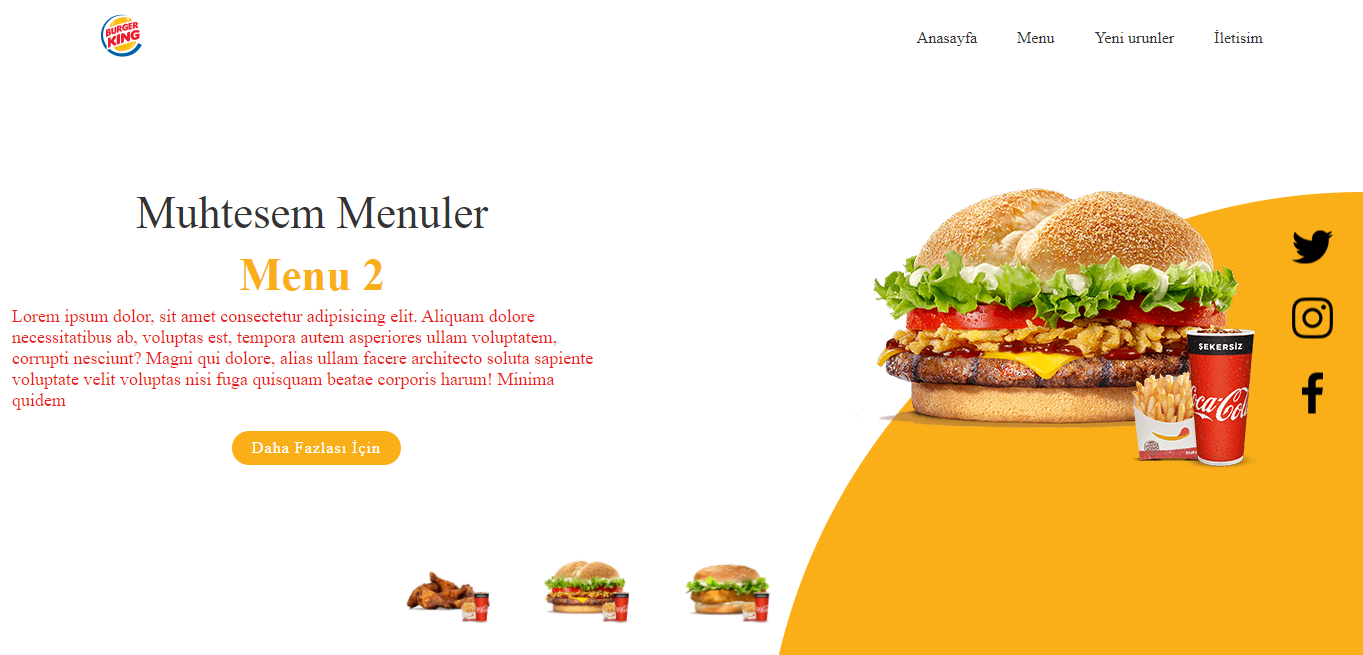 BURGER
KING
Anasayfa Menu Yeni urunler İletisim
Muhtesem Menuler
Menu 2
Lorem ipsum dolor, sit amet consectetur adipisicing elit. Aliquam dolore
necessitatibus ab, voluptas est, tempora autem asperiores ullam voluptatem,
corrupti nesciunt? Magni qui dolore, alias ullam facere architecto soluta sapiente
voluptate velit voluptas nisi fuga quisquam beatae corporis harum! Minima
quidem
Daha Fazlası İçin
ŞEKERSİZ
Coca-Cola